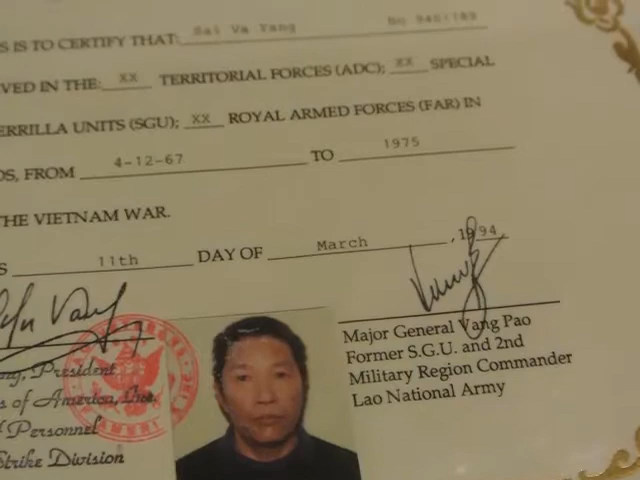 S IS TO CERTIFY THAT: Sai Va Yang No 940/189
VED IN THE: XX TERRITORIAL FORCES (ADC); XX SPECIAL
ERRILLA UNITS (SGU); XX ROYAL ARMED FORCES (FAR) IN
OS, FROM 4-12-67 TO 1975
THE VIETNAM WAR.
S 11th DAY OF March, 1994
Major General Vang Pao
Former S.G.U. and 2nd
Military Region Commander
Lao National Army
ng, President
s of America, Inc.
Personnel
Strike Division